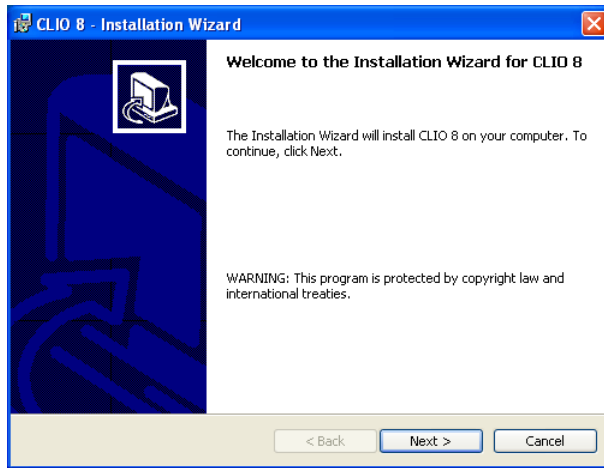 CLIO 8 - Installation Wizard
Welcome to the Installation Wizard for CLIO 8
The Installation Wizard will install CLIO 8 on your computer. To
continue, click Next.
WARNING: This program is protected by copyright law and
international treaties.
< Back Next > Cancel